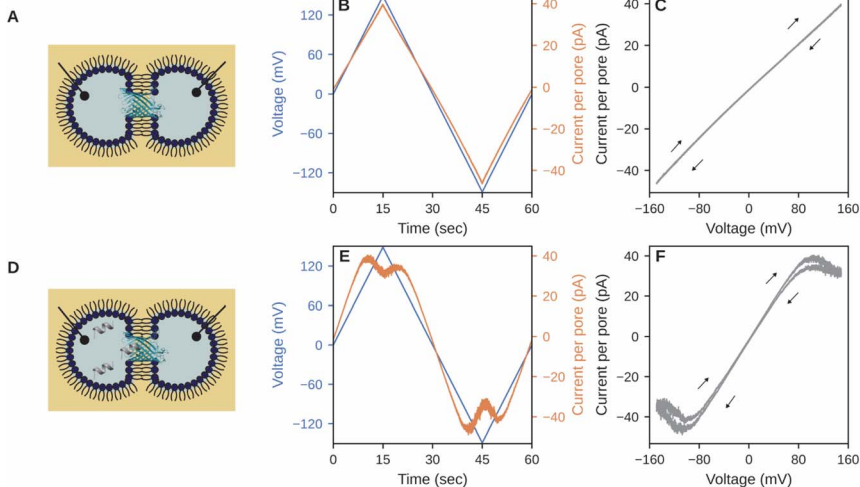 A
B
C
120
60
0
−60
−120
Voltage (mV)
40
20
0
−20
−40
Current per pore (pA)
0 15 30 45 60
Time (sec)
Current per pore (pA)
40
20
0
−20
−40
−160 −80 0 80 160
Voltage (mV)
D
E
F
120
60
0
−60
−120
Voltage (mV)
40
20
0
−20
−40
Current per pore (pA)
0 15 30 45 60
Time (sec)
Current per pore (pA)
40
20
0
−20
−40
−160 −80 0 80 160
Voltage (mV)